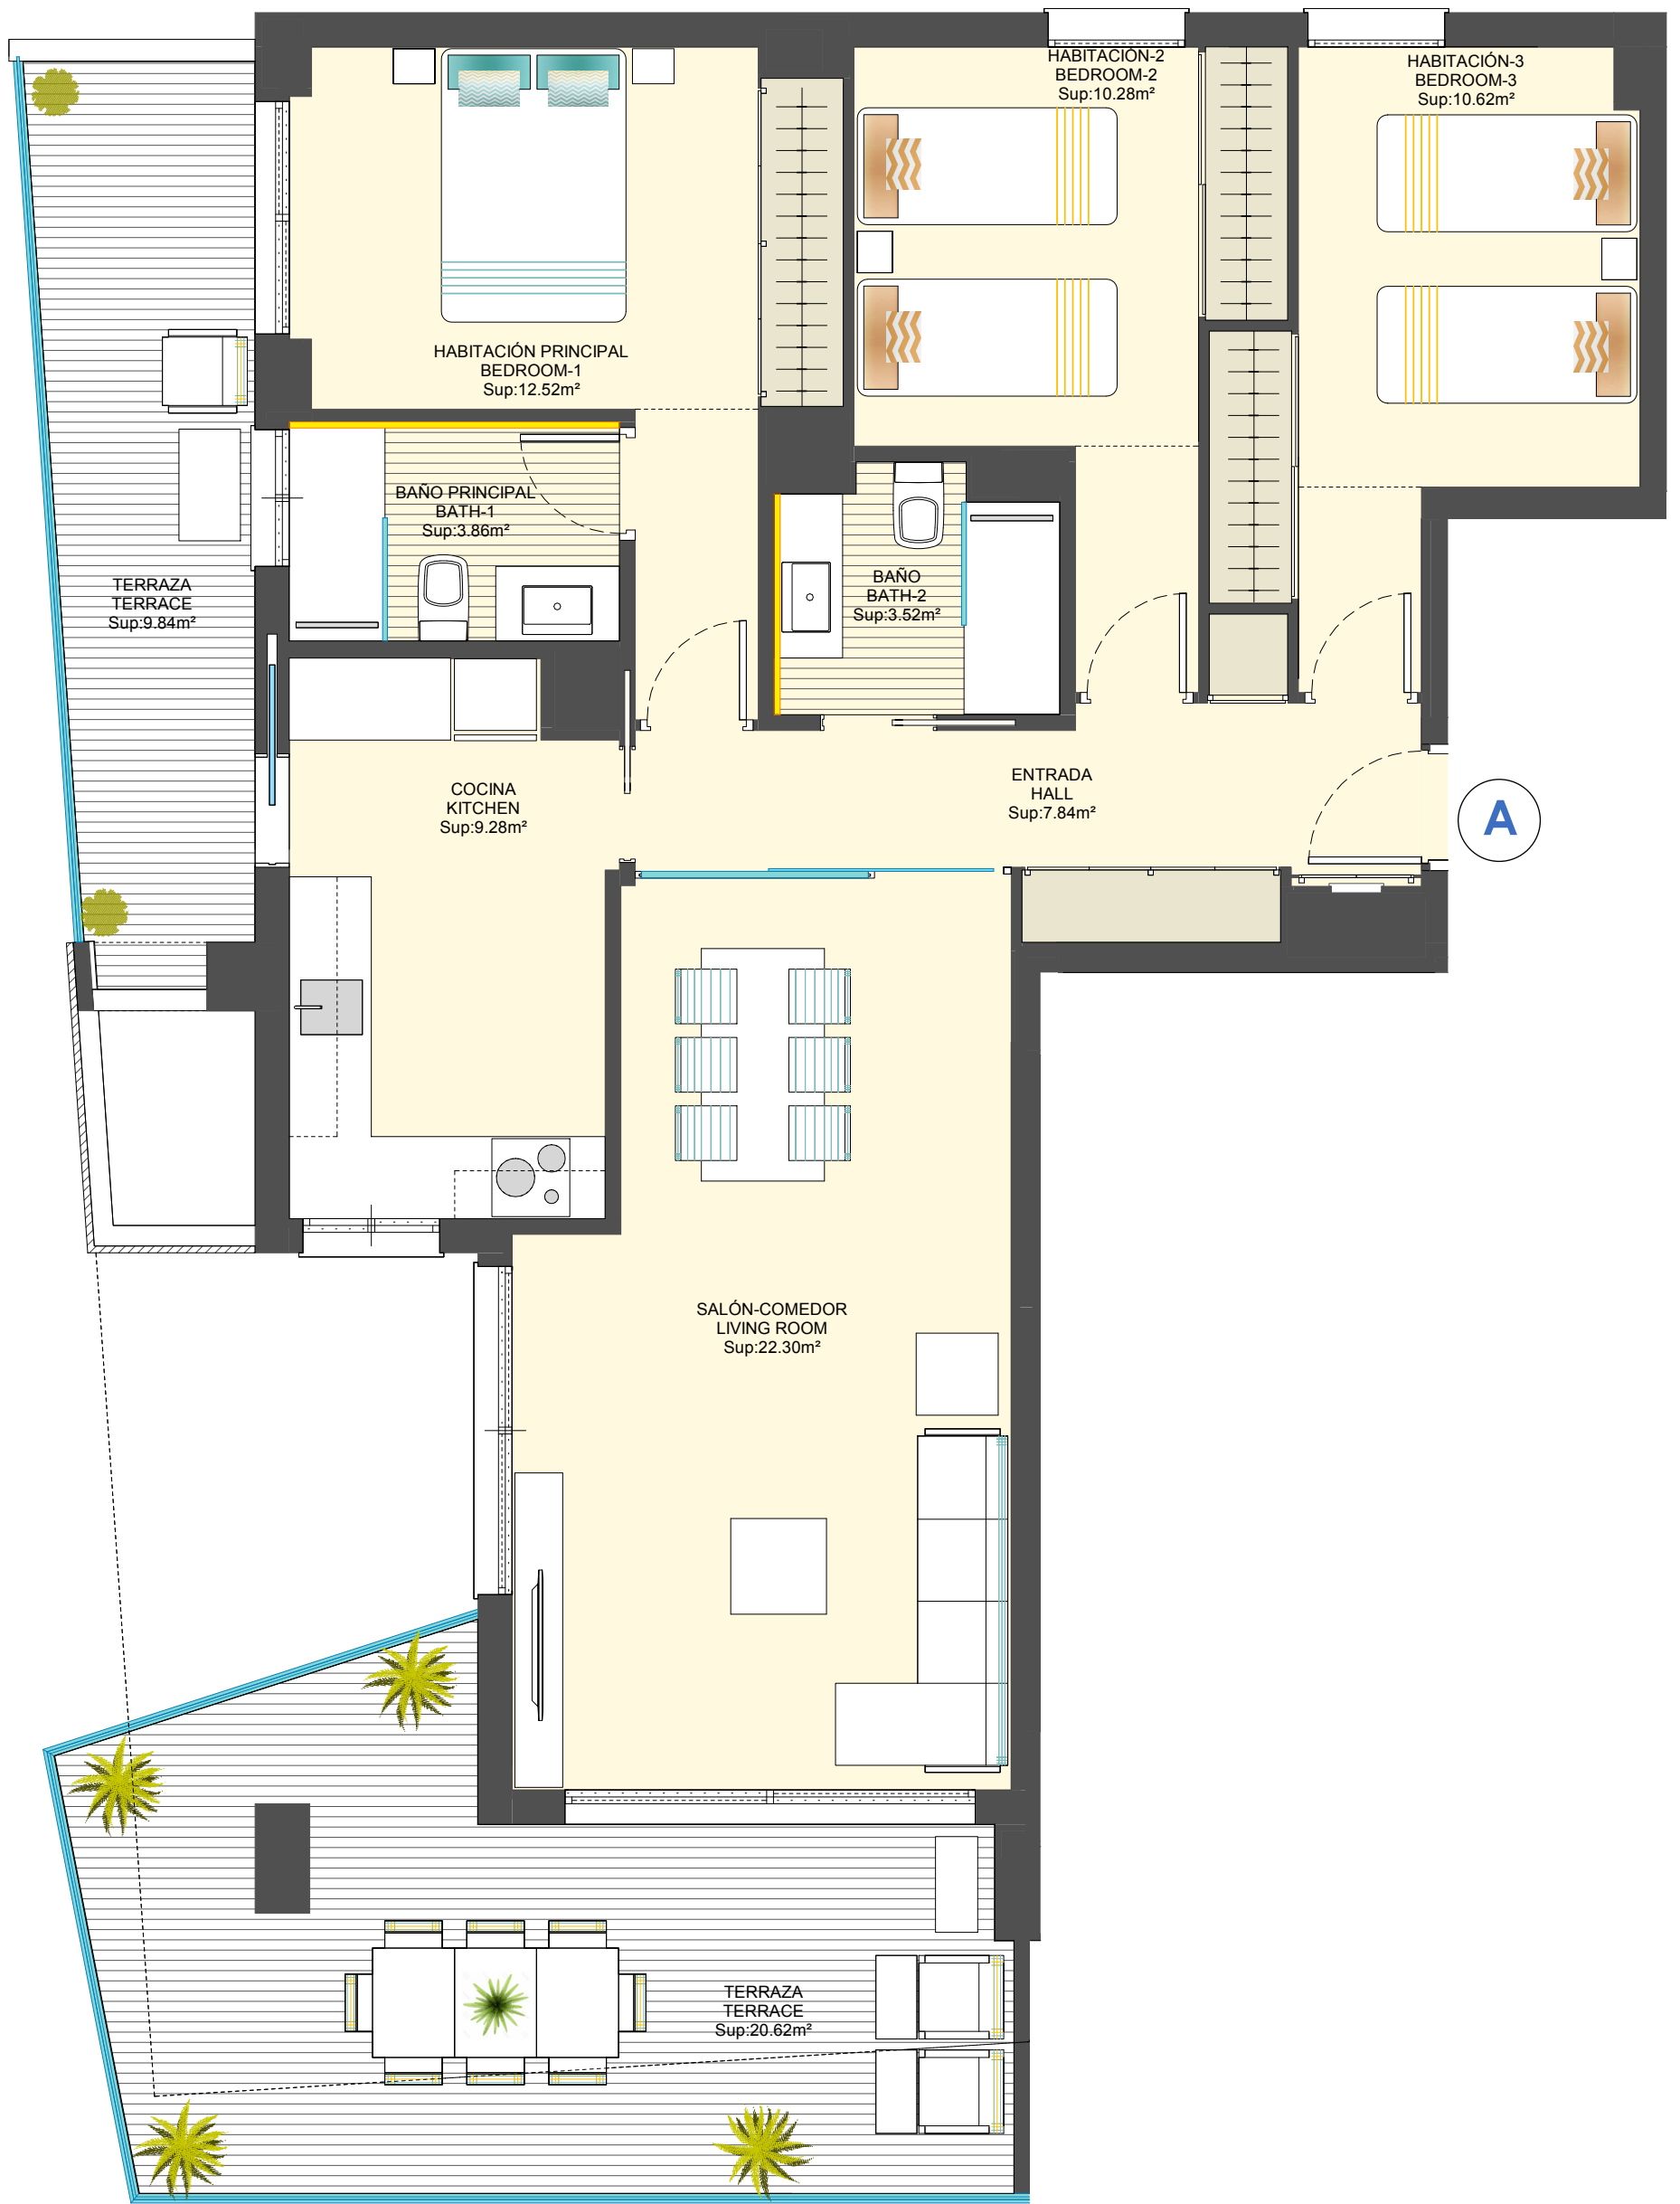 HABITACIÓN-2
BEDROOM-2
Sup:10.28m²
HABITACIÓN-3
BEDROOM-3
Sup:10.62m²
HABITACIÓN PRINCIPAL
BEDROOM-1
Sup:12.52m²
BAÑO PRINCIPAL
BATH-1
Sup:3.86m²
BAÑO
BATH-2
Sup:3.52m²
TERRAZA
TERRACE
Sup:9.84m²
COCINA
KITCHEN
Sup:9.28m²
ENTRADA
HALL
Sup:7.84m²
A
SALÓN-COMEDOR
LIVING ROOM
Sup:22.30m²
TERRAZA
TERRACE
Sup:20.62m²